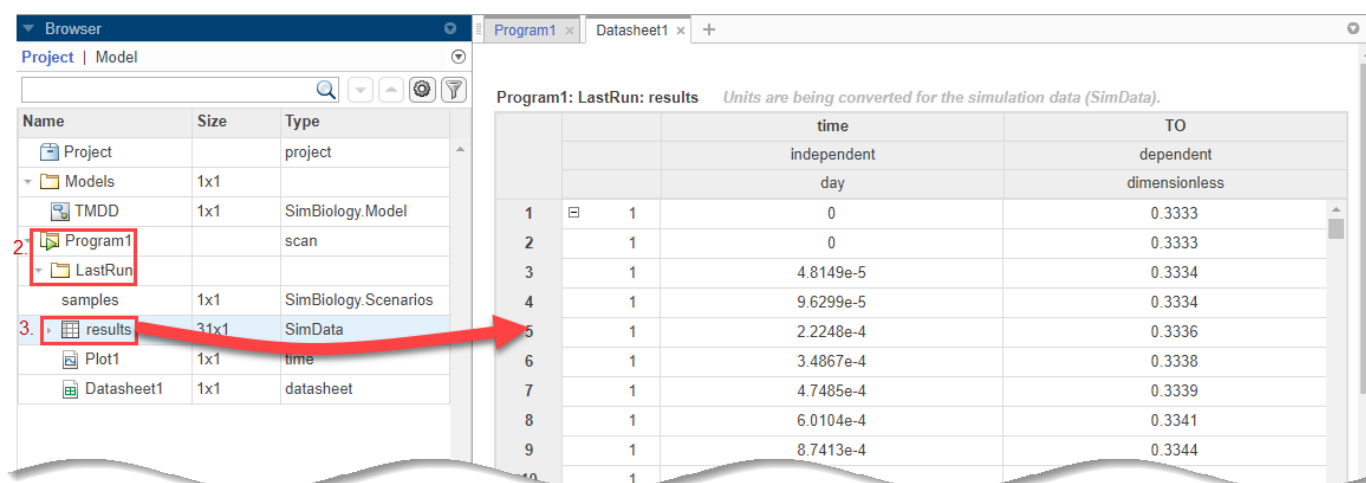 Browser
Project | Model
Name Size Type
Project project
Models 1x1
TMDD 1x1 SimBiology.Model
2. Program1 scan
LastRun
samples 1x1 SimBiology.Scenarios
3. results 31x1 SimData
Plot1 1x1 time
Datasheet1 1x1 datasheet
Program1 × Datasheet1 × +
Program1: LastRun: results Units are being converted for the simulation data (SimData).
time TO
independent dependent
day dimensionless
1 1 0 0.3333
2 1 0 0.3333
3 1 4.8149e-5 0.3334
4 1 9.6299e-5 0.3334
5 1 2.2248e-4 0.3336
6 1 3.4867e-4 0.3338
7 1 4.7485e-4 0.3339
8 1 6.0104e-4 0.3341
9 1 8.7413e-4 0.3344
10 1